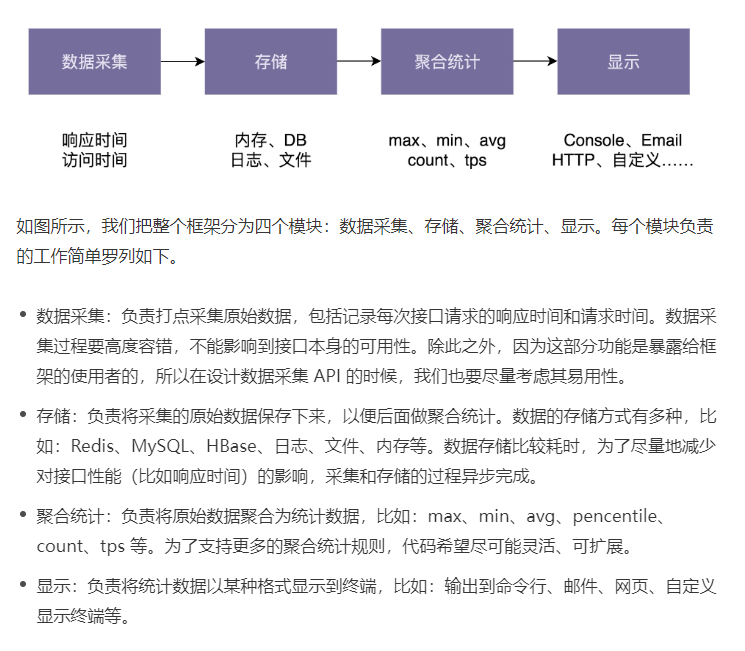 数据采集
存储
聚合统计
显示
响应时间
访问时间
内存、DB
日志、文件
max、min、avg
count、tps
Console、Email
HTTP、自定义……
如图所示，我们把整个框架分为四个模块：数据采集、存储、聚合统计、显示。每个模块负责
的工作简单罗列如下。
• 数据采集：负责打点采集原始数据，包括记录每次接口请求的响应时间和请求时间。数据采
集过程要高度容错，不能影响到接口本身的可用性。除此之外，因为这部分功能是暴露给框
架的使用者的，所以在设计数据采集 API 的时候，我们也要尽量考虑其易用性。
• 存储：负责将采集的原始数据保存下来，以便后面做聚合统计。数据的存储方式有多种，比
如：Redis、MySQL、HBase、日志、文件、内存等。数据存储比较耗时，为了尽量地减少
对接口性能（比如响应时间）的影响，采集和存储的过程异步完成。
• 聚合统计：负责将原始数据聚合为统计数据，比如：max、min、avg、pencentile、
count、tps 等。为了支持更多的聚合统计规则，代码希望尽可能灵活、可扩展。
• 显示：负责将统计数据以某种格式显示到终端，比如：输出到命令行、邮件、网页、自定义
显示终端等。